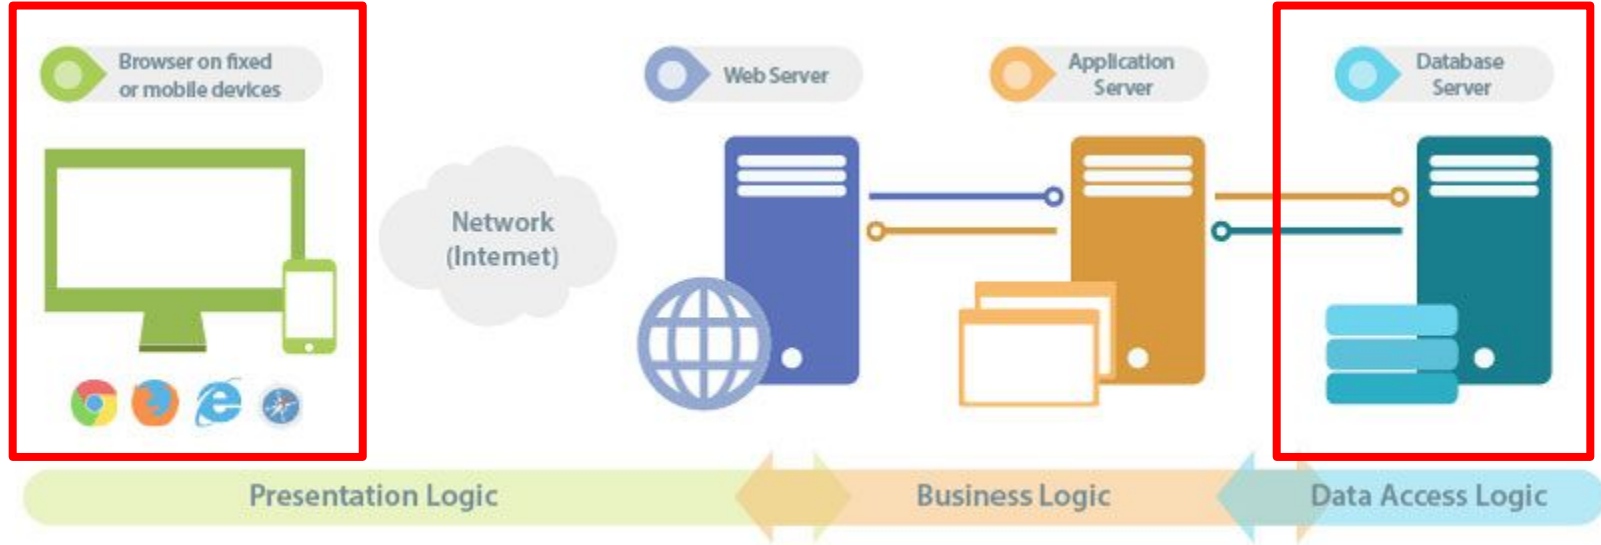 Browser on fixed
or mobile devices
Web Server
Application
Server
Database
Server
Network
(Internet)
Presentation Logic
Business Logic
Data Access Logic